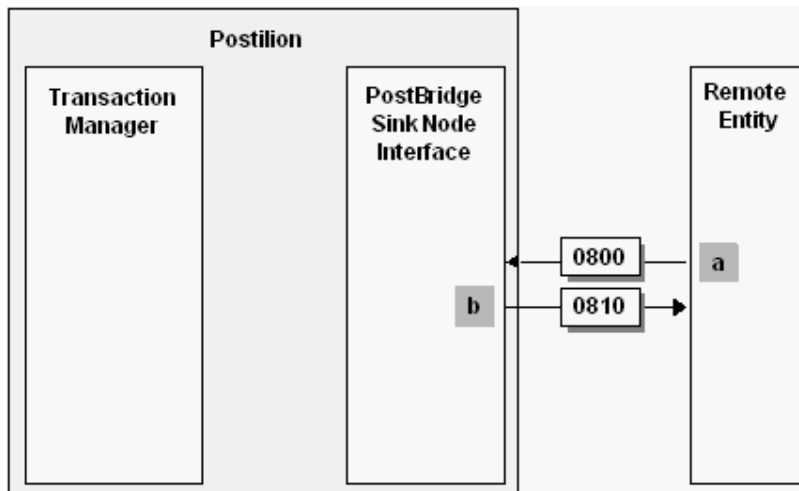 Postilion
Transaction
Manager
PostBridge
Sink Node
Interface
Remote
Entity
0800
a
b
0810